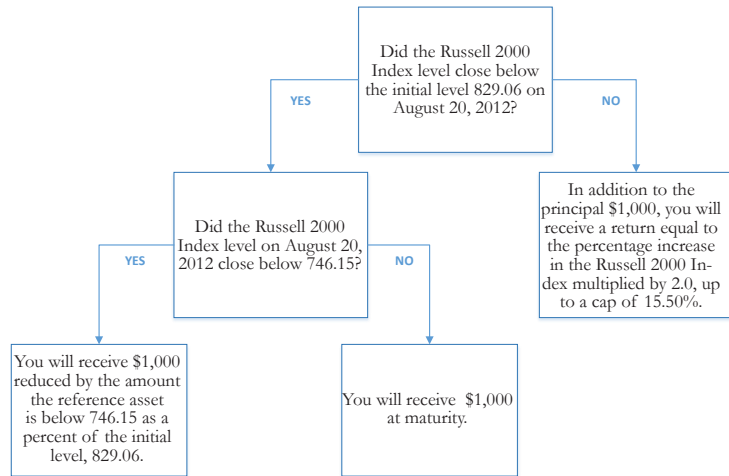 Did the Russell 2000
Index level close below
the initial level 829.06 on
August 20, 2012?
YES
NO
Did the Russell 2000
Index level on August 20,
2012 close below 746.15?
In addition to the
principal $1,000, you will
receive a return equal to
the percentage increase
in the Russell 2000 In-
dex multiplied by 2.0, up
to a cap of 15.50%.
YES
NO
You will receive $1,000
reduced by the amount
the reference asset
is below 746.15 as a
percent of the initial
level, 829.06.
You will receive $1,000
at maturity.